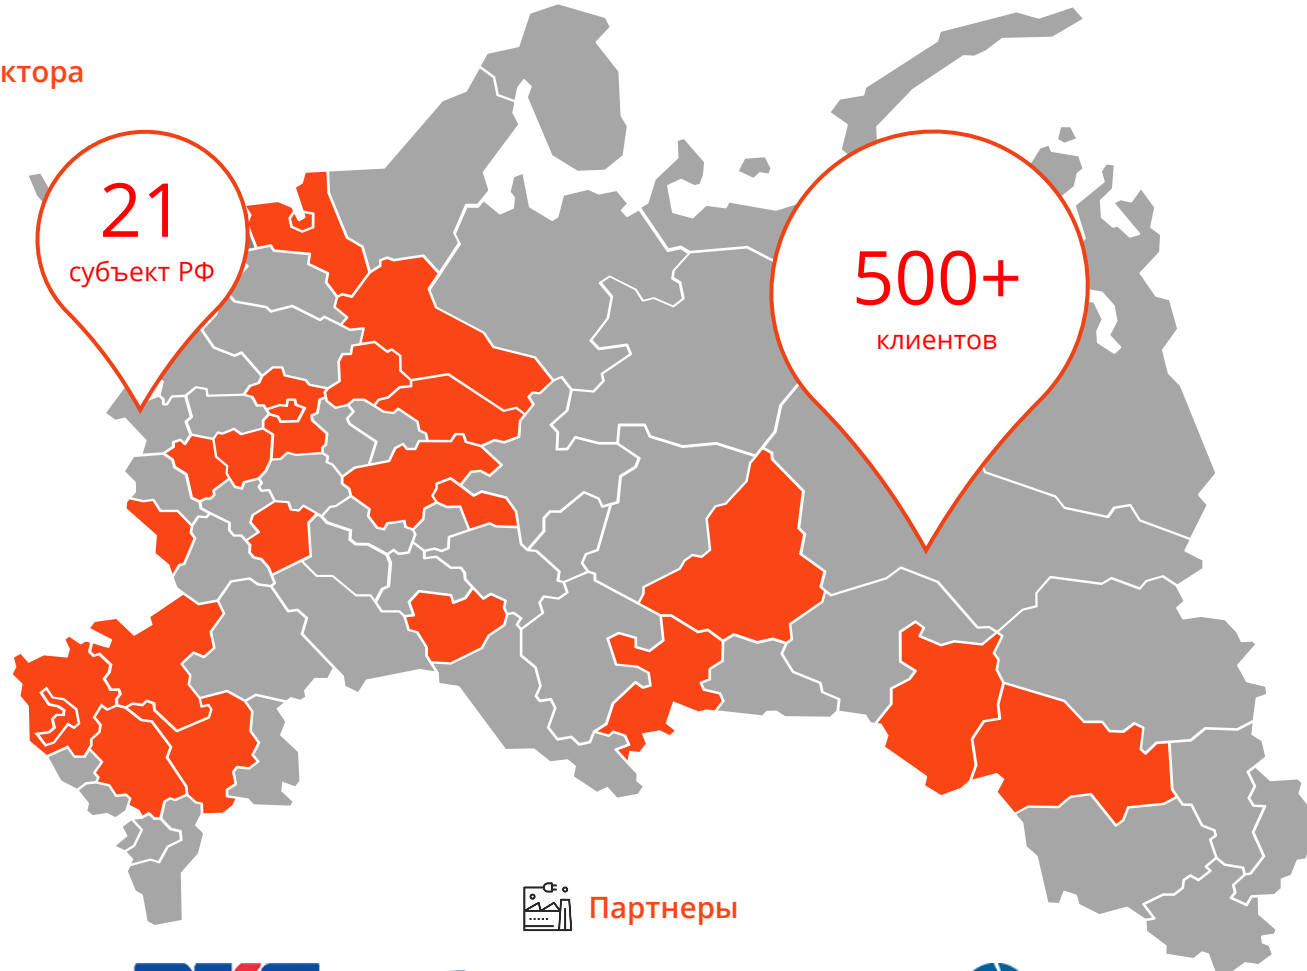 ктора
21
субъект РФ
500+
клиентов
Партнеры